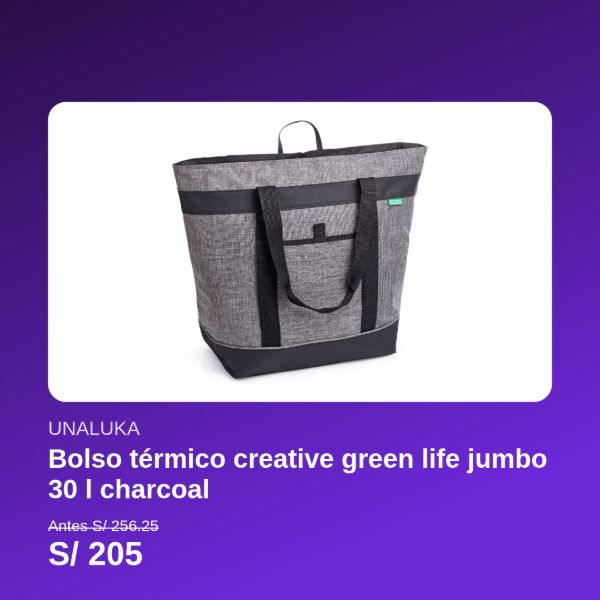 UNALUKA
Bolso térmico creative green life jumbo
30 l charcoal
Antes S/ 256.25
S/ 205